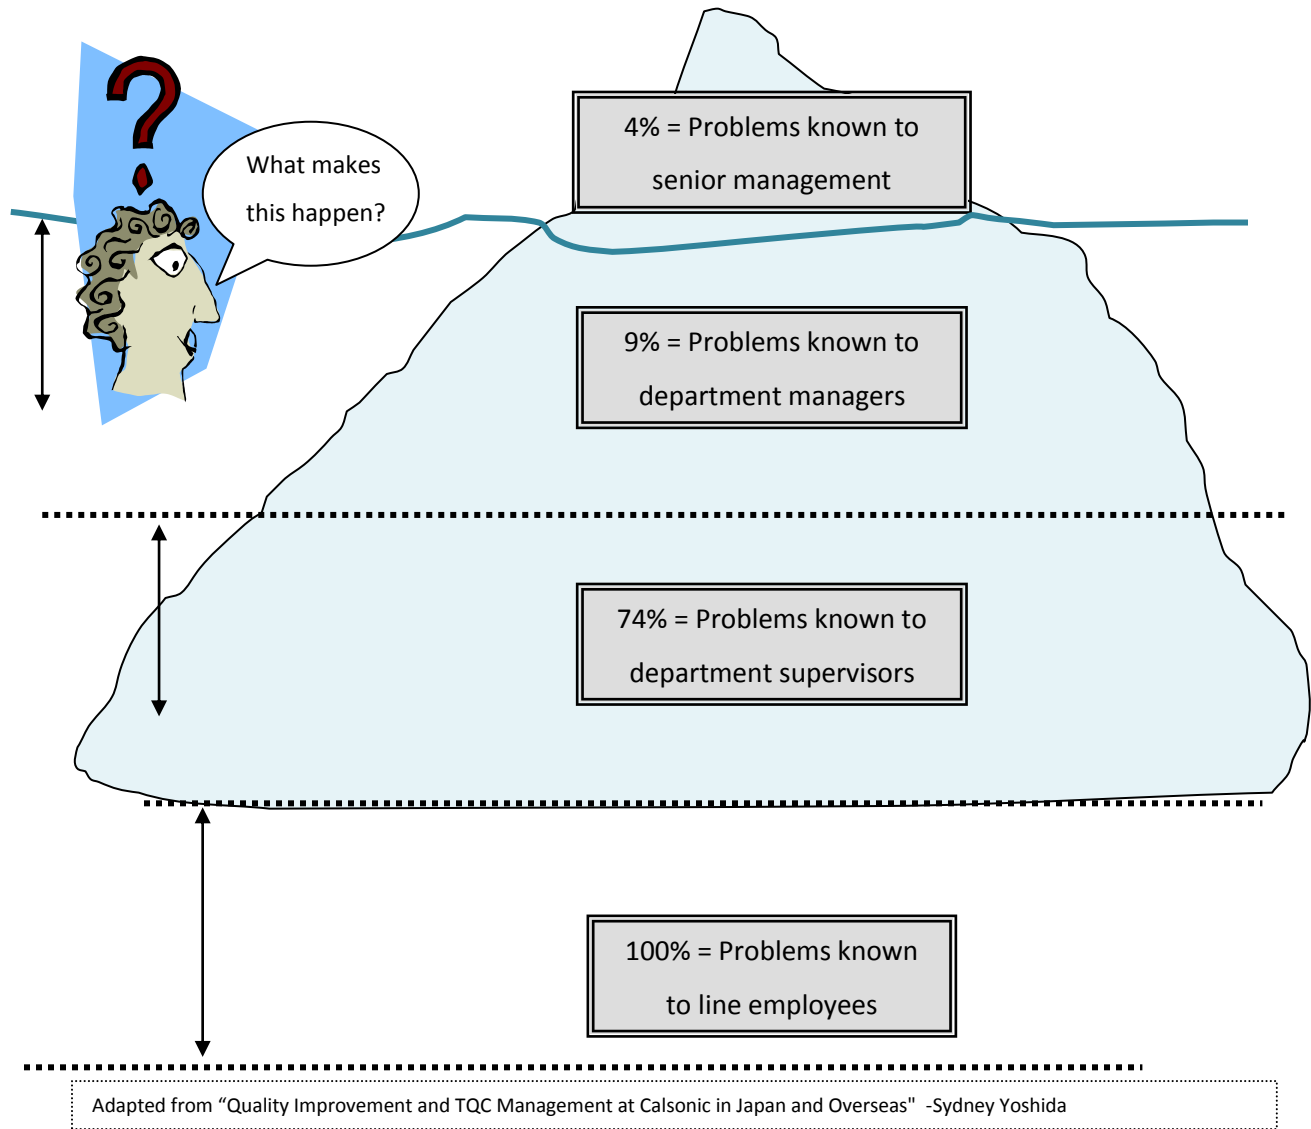 4% = Problems known to
senior management
What makes
this happen?
9% = Problems known to
department managers
74% = Problems known to
department supervisors
100% = Problems known
to line employees
Adapted from “Quality Improvement and TQC Management at Calsonic in Japan and Overseas" -Sydney Yoshida